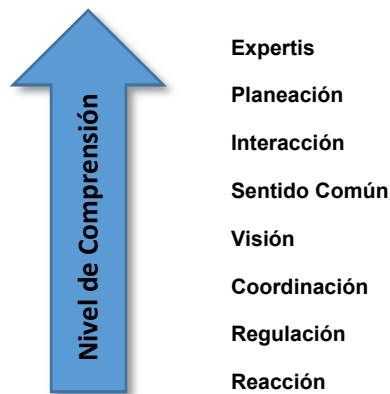 Expertis
Planeación
Interacción
Sentido Común
Visión
Coordinación
Regulación
Reacción
Nivel de Comprensión